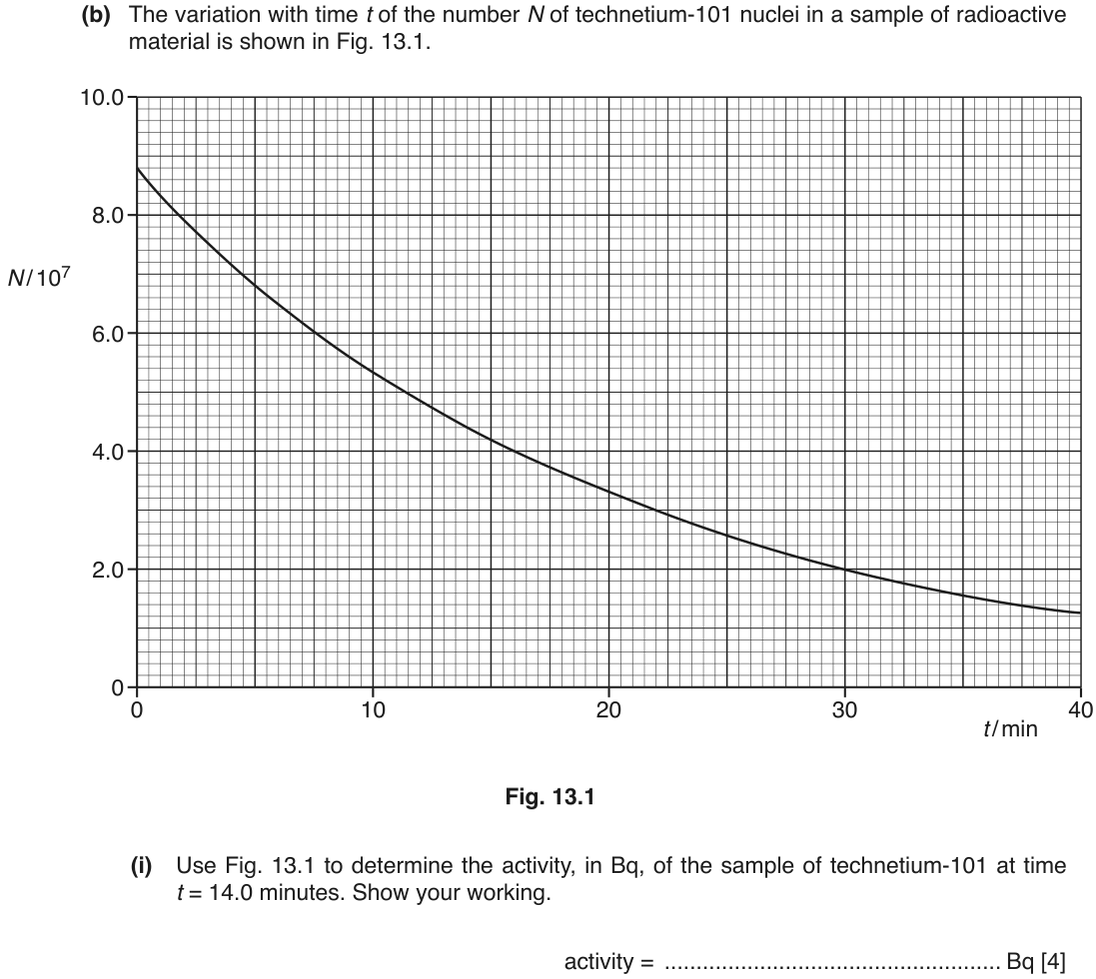 (b) The variation with time t of the number N of technetium-101 nuclei in a sample of radioactive
material is shown in Fig. 13.1.
10.0
8.0
N/10⁷
6.0
4.0
2.0
0
0 10 20 30 40
t/min
Fig. 13.1
(i) Use Fig. 13.1 to determine the activity, in Bq, of the sample of technetium-101 at time
t = 14.0 minutes. Show your working.
activity = ..................................................... Bq [4]